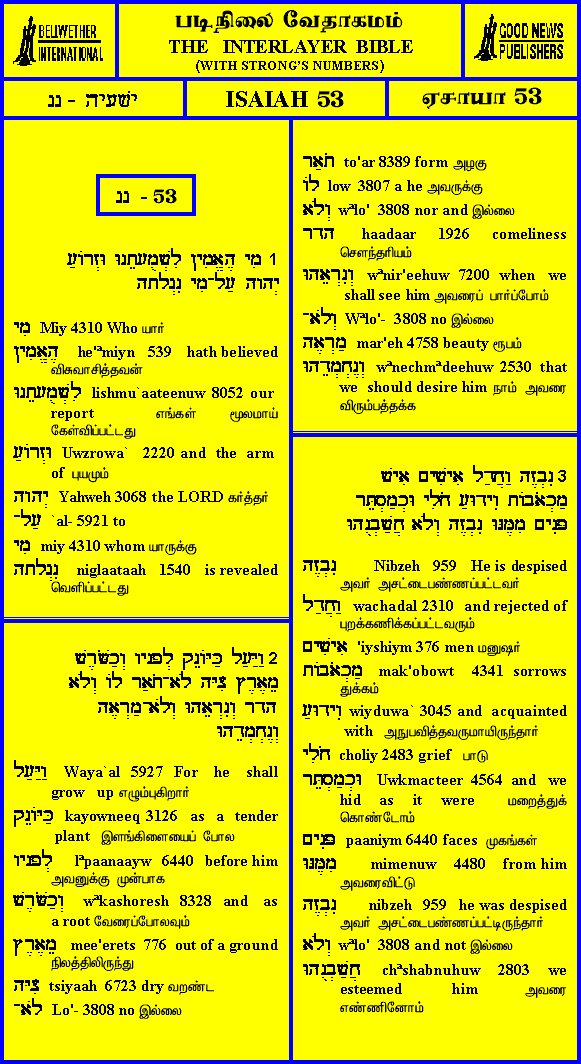 BELLWETHER
INTERNATIONAL
படிநிலை வேதாகமம்
THE INTERLAYER BIBLE
(WITH STRONG'S NUMBERS)
GOOD NEWS
PUBLISHERS
ישעיה - נג
ISAIAH 53
ஏசாயா 53
נג - 53
1 מִי הֶאֱמִין לִשְׁמֻעָתֵנוּ וּזְרוֹעַ
יְהוָה עַל־מִי נִגְלָתָה
מִי Miy 4310 Who யார்
הֶאֱמִין he'ᵃmiyn 539 hath believed
விசுவாசித்தவன்
לִשְׁמֻעָתֵנוּ lishmu`aateenuw 8052 our
report எங்கள் மூலமாய்
கேள்விப்பட்டது
וּזְרוֹעַ Uwzrowa` 2220 and the arm
of புயமும்
יְהוָה Yahweh 3068 the LORD கர்த்தர்
עַל־ `al- 5921 to
מִי miy 4310 whom யாருக்கு
נִגְלָתָה niglaataah 1540 is revealed
வெளிப்பட்டது
2 וַיַּעַל כַּיּוֹנֵק לְפָנָיו וְכַשֹּׁרֶשׁ
מֵאֶרֶץ צִיָּה לֹא־תֹאַר לוֹ וְלֹא
הָדָר וְנִרְאֵהוּ וְלֹא־מַרְאֶה
וְנֶחְמְדֵהוּ
וַיַּעַל Waya`al 5927 For he shall
grow up எழும்புகிறார்
כַּיּוֹנֵק kayowneeq 3126 as a tender
plant இளங்கிளையைப் போல
לְפָנָיו lᵃpaanaayw 6440 before him
அவனுக்கு முன்பாக
וְכַשֹּׁרֶשׁ wᵃkashoresh 8328 and as
a root வேரைப்போலவும்
מֵאֶרֶץ mee'erets 776 out of a ground
நிலத்திலிருந்து
צִיָּה tsiyaah 6723 dry வறண்ட
לֹא־ Lo'- 3808 no இல்லை
תֹאַר to'ar 8389 form அழகு
לוֹ low 3807 a he அவருக்கு
וְלֹא wᵃlo' 3808 nor and இல்லை
הָדָר haadaar 1926 comeliness
சௌந்தரியம்
וְנִרְאֵהוּ wᵃnir'eehuw 7200 when we
shall see him அவரைப் பார்ப்போம்
וְלֹא־ Wᵃlo'- 3808 no இல்லை
מַרְאֶה mar'eh 4758 beauty ரூபம்
וְנֶחְמְדֵהוּ wᵃnechmᵃdeehuw 2530 that
we should desire him நாம் அவரை
விரும்பத்தக்க
3 נִבְזֶה וַחֲדַל אִישִׁים אִישׁ
מַכְאֹבוֹת וִידוּעַ חֹלִי וּכְמַסְתֵּר
פָּנִים מִמֶּנּוּ נִבְזֶה וְלֹא חֲשַׁבְנֻהוּ
נִבְזֶה Nibzeh 959 He is despised
அவர் அசட்டைபண்ணப்பட்டவர்
וַחֲדַל wachadal 2310 and rejected of
புறக்கணிக்கப்பட்டவரும்
אִישִׁים 'iyshiym 376 men மனுஷர்
מַכְאֹבוֹת mak'obowt 4341 sorrows
துக்கம்
וִידוּעַ wiyduwa` 3045 and acquainted
with அநுபவித்தவருமாயிருந்தார்
חֹלִי choliy 2483 grief பாடு
וּכְמַסְתֵּר Uwkmacteer 4564 and we
hid as it were மறைத்துக்
கொண்டோம்
פָּנִים paaniym 6440 faces முகங்கள்
מִמֶּנּוּ mimenuw 4480 from him
அவரைவிட்டு
נִבְזֶה nibzeh 959 he was despised
அவர் அசட்டைபண்ணப்பட்டிருந்தார்
וְלֹא wᵃlo' 3808 and not இல்லை
חֲשַׁבְנֻהוּ chᵃshabnuhuw 2803 we
esteemed him அவரை
எண்ணினோம்